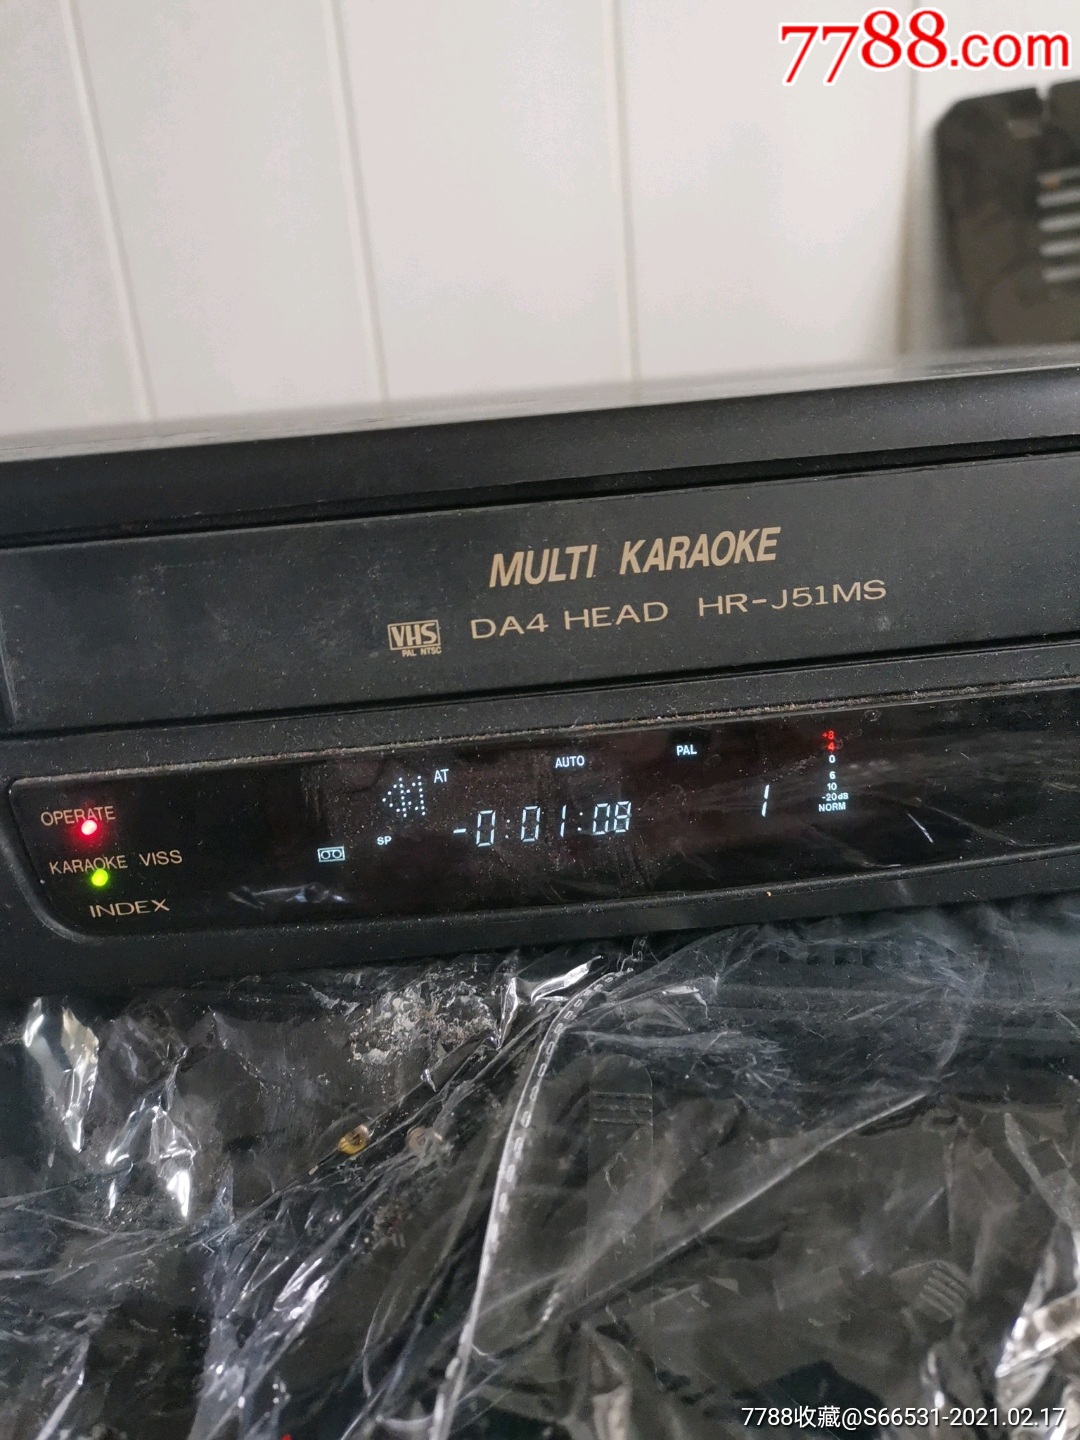 7788.com
MULTI KARAOKE
VHS DA4 HEAD HR-J51MS
PAL NTSC
OPERATE
KARAOKE VISS
INDEX
AT AUTO PAL
SP -0:01:08 1
+8
4
0
6
10
-20dB
NORM
7788收藏@S66531-2021.02.17